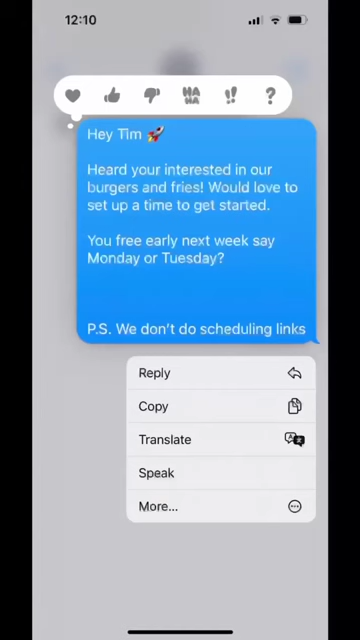 12:10
HA
HA
!!
?
Hey Tim 🚀
Heard your interested in our
burgers and fries! Would love to
set up a time to get started.
You free early next week say
Monday or Tuesday?
P.S. We don't do scheduling links
Reply
Copy
Translate
Speak
More...